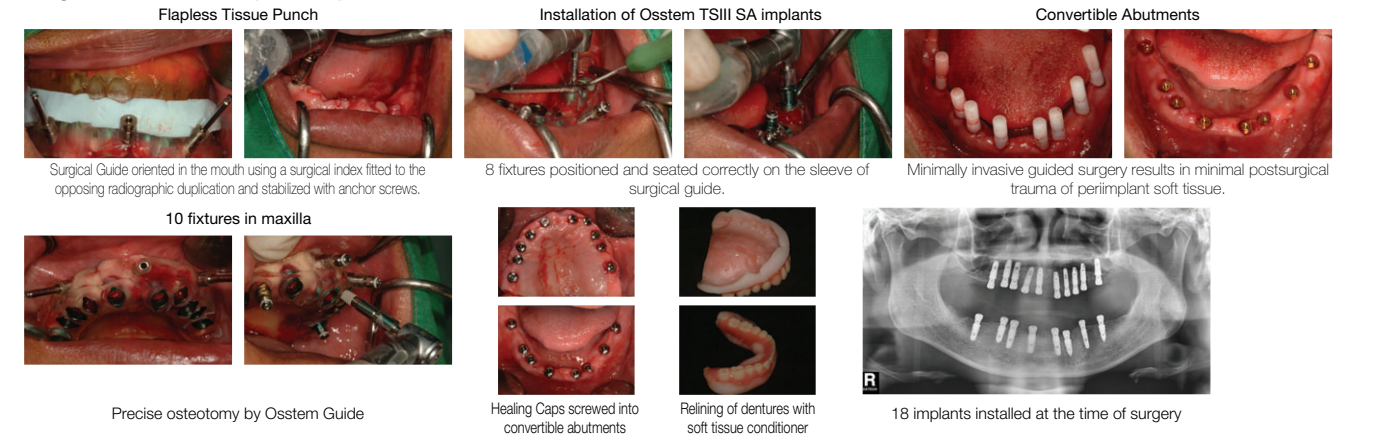 Flapless Tissue Punch
Installation of Osstem TSIII SA implants
Convertible Abutments
Surgical Guide oriented in the mouth using a surgical index fitted to the
opposing radiographic duplication and stabilized with anchor screws.
8 fixtures positioned and seated correctly on the sleeve of
surgical guide.
Minimally invasive guided surgery results in minimal postsurgical
trauma of periimplant soft tissue.
10 fixtures in maxilla
R
Precise osteotomy by Osstem Guide
Healing Caps screwed into
convertible abutments
Relining of dentures with
soft tissue conditioner
18 implants installed at the time of surgery